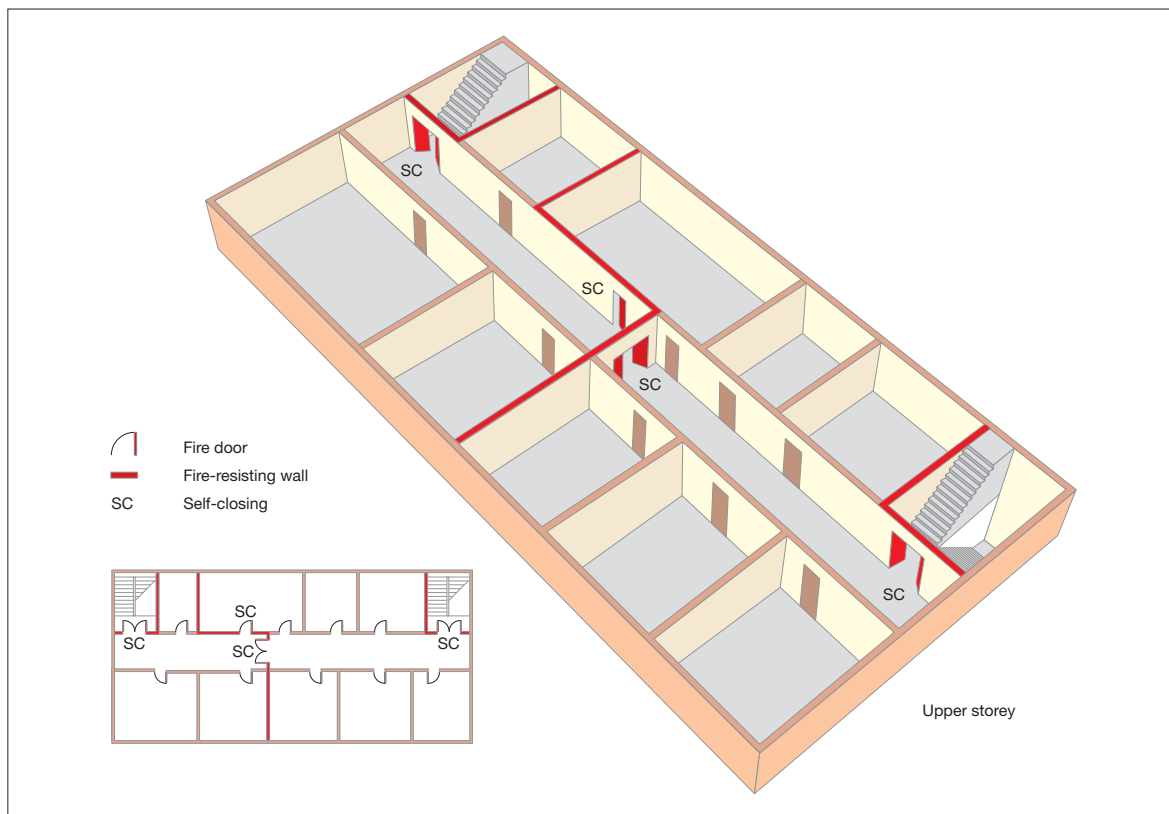 SC
SC
SC
SC
Fire door
Fire-resisting wall
SC Self-closing
SC
SC
SC
SC
Upper storey